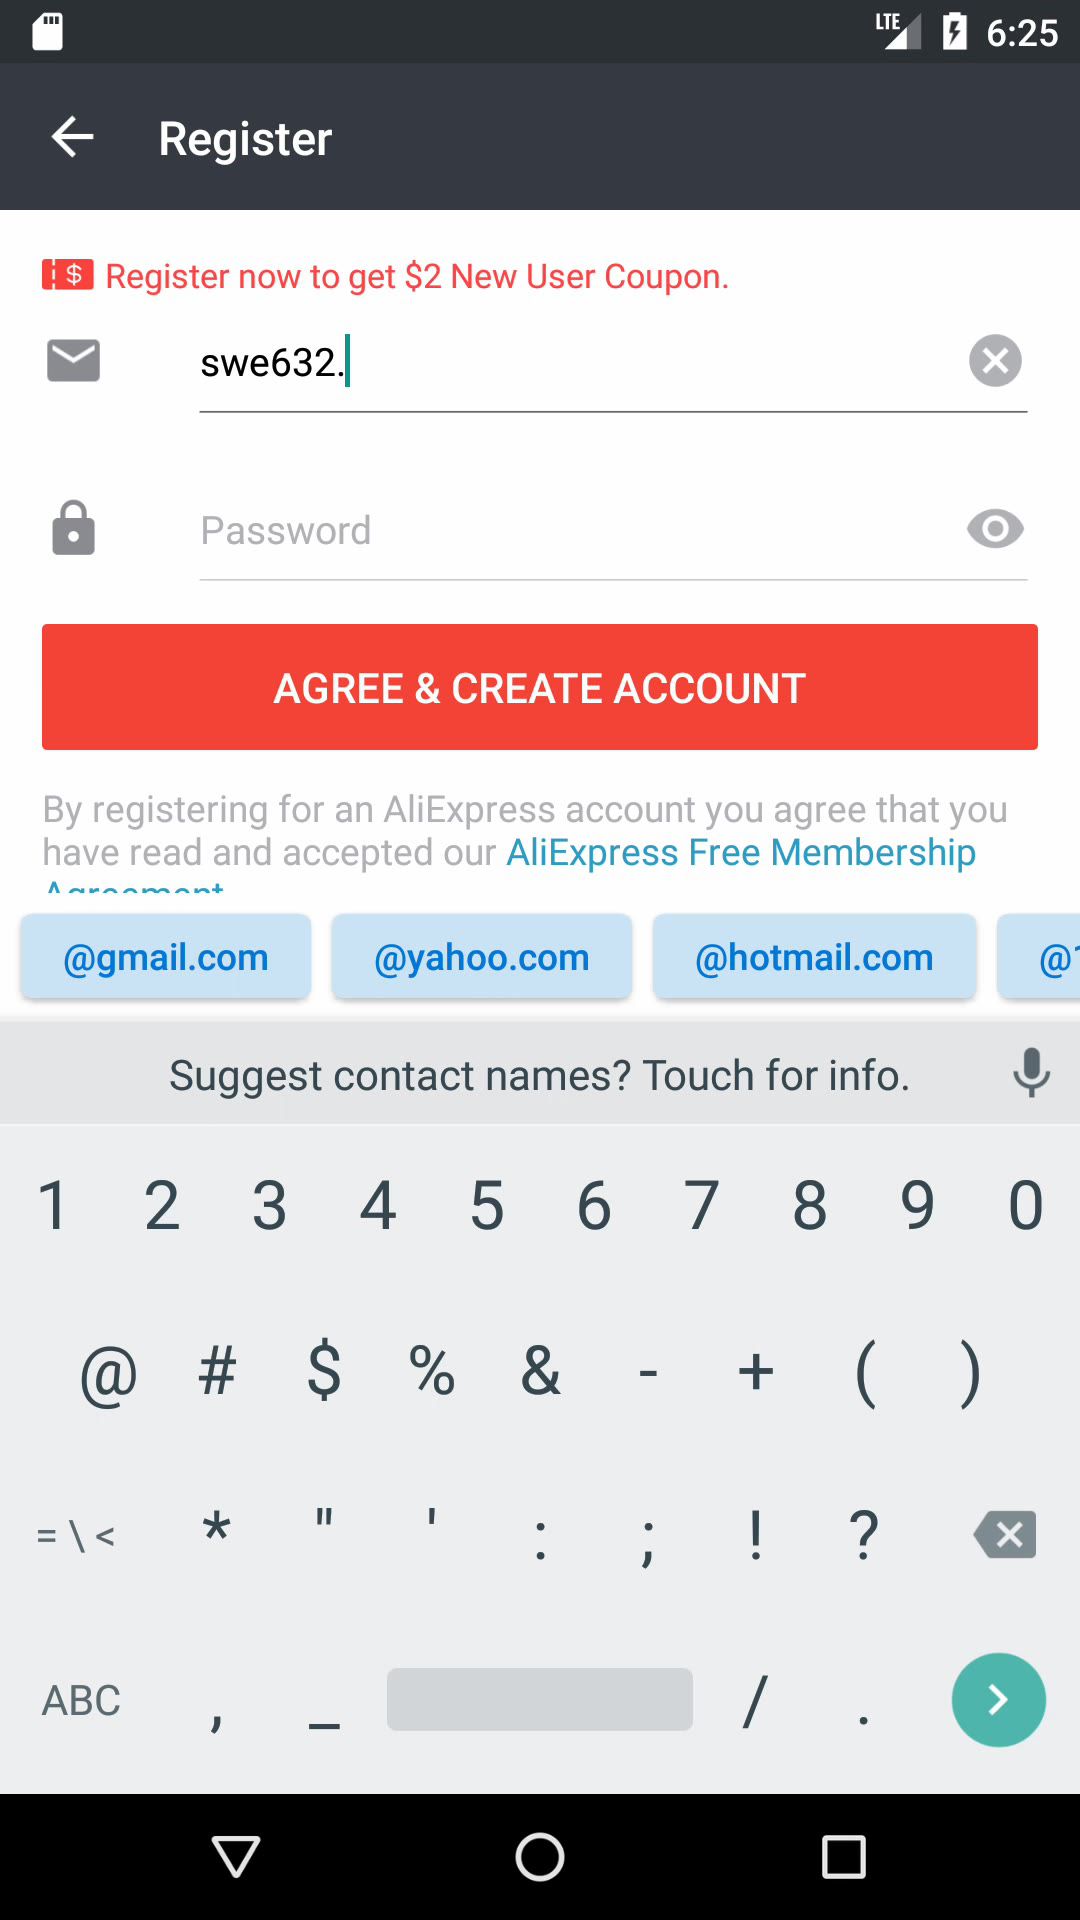 LTE 6:25
Register
$ Register now to get $2 New User Coupon.
swe632.
Password
AGREE & CREATE ACCOUNT
By registering for an AliExpress account you agree that you
have read and accepted our AliExpress Free Membership
Agreement
@gmail.com @yahoo.com @hotmail.com
Suggest contact names? Touch for info.
1 2 3 4 5 6 7 8 9 0
@ # $ % & - + ( )
= \ < * " ' : ; ! ?
ABC , _ / .